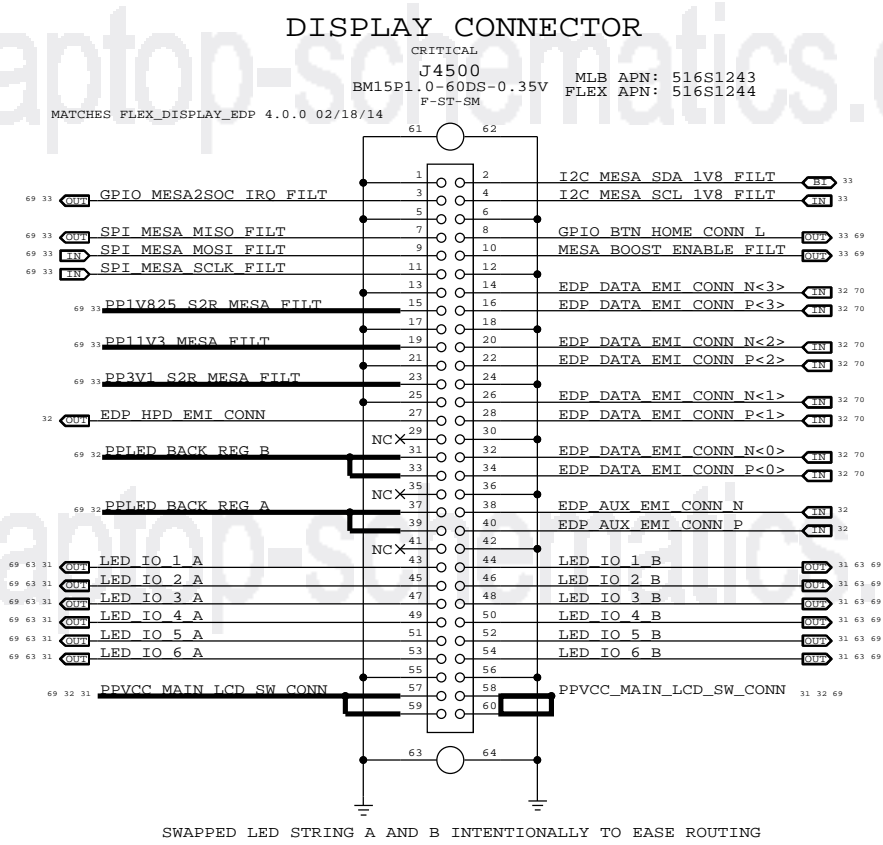 DISPLAY CONNECTOR
CRITICAL
J4500
BM15P1.0-60DS-0.35V
F-ST-SM
MLB APN: 516S1243
FLEX APN: 516S1244
MATCHES FLEX_DISPLAY_EDP 4.0.0 02/18/14
61 62
1 2 I2C_MESA_SDA_1V8_FILT BI 33
69 33 OUT GPIO_MESA2SOC_IRQ_FILT 3 4 I2C_MESA_SCL_1V8_FILT IN 33
5 6
69 33 OUT SPI_MESA_MISO_FILT 7 8 GPIO_BTN_HOME_CONN_L OUT 33 69
69 33 IN SPI_MESA_MOSI_FILT 9 10 MESA_BOOST_ENABLE_FILT OUT 33 69
69 33 IN SPI_MESA_SCLK_FILT 11 12
13 14 EDP_DATA_EMI_CONN_N<3> IN 32 70
69 33 PP1V825_S2R_MESA_FILT 15 16 EDP_DATA_EMI_CONN_P<3> IN 32 70
17 18
69 33 PP11V3_MESA_FILT 19 20 EDP_DATA_EMI_CONN_N<2> IN 32 70
21 22 EDP_DATA_EMI_CONN_P<2> IN 32 70
69 33 PP3V1_S2R_MESA_FILT 23 24
25 26 EDP_DATA_EMI_CONN_N<1> IN 32 70
32 OUT EDP_HPD_EMI_CONN 27 28 EDP_DATA_EMI_CONN_P<1> IN 32 70
NC 29 30
69 32 PPLED_BACK_REG_B 31 32 EDP_DATA_EMI_CONN_N<0> IN 32 70
33 34 EDP_DATA_EMI_CONN_P<0> IN 32 70
NC 35 36
69 32 PPLED_BACK_REG_A 37 38 EDP_AUX_EMI_CONN_N IN 32
39 40 EDP_AUX_EMI_CONN_P IN 32
NC 41 42
69 63 31 OUT LED_IO_1_A 43 44 LED_IO_1_B OUT 31 63 69
69 63 31 OUT LED_IO_2_A 45 46 LED_IO_2_B OUT 31 63 69
69 63 31 OUT LED_IO_3_A 47 48 LED_IO_3_B OUT 31 63 69
69 63 31 OUT LED_IO_4_A 49 50 LED_IO_4_B OUT 31 63 69
69 63 31 OUT LED_IO_5_A 51 52 LED_IO_5_B OUT 31 63 69
69 63 31 OUT LED_IO_6_A 53 54 LED_IO_6_B OUT 31 63 69
55 56
69 32 31 PPVCC_MAIN_LCD_SW_CONN 57 58 PPVCC_MAIN_LCD_SW_CONN 31 32 69
59 60
63 64
SWAPPED LED STRING A AND B INTENTIONALLY TO EASE ROUTING
aptop-schematics.
aptop-schematics